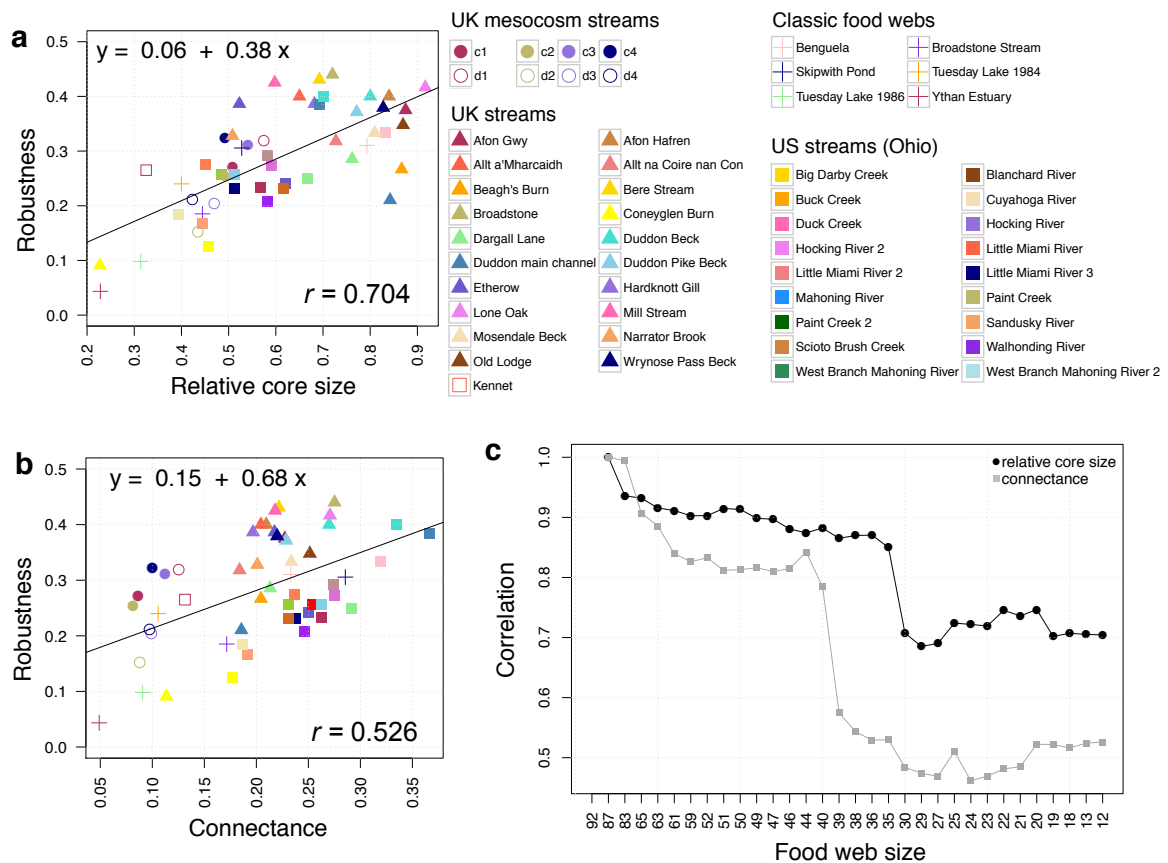 a
y = 0.06 + 0.38 x
r = 0.704
0.5
0.4
0.3
0.2
0.1
0.0
Robustness
0.2
0.3
0.4
0.5
0.6
0.7
0.8
0.9
Relative core size
UK mesocosm streams
c1 c2 c3 c4
d1 d2 d3 d4
UK streams
Afon Gwy Afon Hafren
Allt a'Mharcaidh Allt na Coire nan Con
Beagh's Burn Bere Stream
Broadstone Coneyglen Burn
Dargall Lane Duddon Beck
Duddon main channel Duddon Pike Beck
Etherow Hardknott Gill
Lone Oak Mill Stream
Mosendale Beck Narrator Brook
Old Lodge Wrynose Pass Beck
Kennet
Classic food webs
Benguela Broadstone Stream
Skipwith Pond Tuesday Lake 1984
Tuesday Lake 1986 Ythan Estuary
US streams (Ohio)
Big Darby Creek Blanchard River
Buck Creek Cuyahoga River
Duck Creek Hocking River
Hocking River 2 Little Miami River
Little Miami River 2 Little Miami River 3
Mahoning River Paint Creek
Paint Creek 2 Sandusky River
Scioto Brush Creek Walhonding River
West Branch Mahoning River West Branch Mahoning River 2
b
y = 0.15 + 0.68 x
r = 0.526
0.5
0.4
0.3
0.2
0.1
0.0
Robustness
0.05
0.10
0.15
0.20
0.25
0.30
0.35
Connectance
c
relative core size
connectance
1.0
0.9
0.8
0.7
0.6
0.5
Correlation
92
87
83
65
63
61
59
52
51
50
49
47
46
44
40
39
38
36
35
30
29
27
25
24
23
22
21
20
19
18
13
12
Food web size